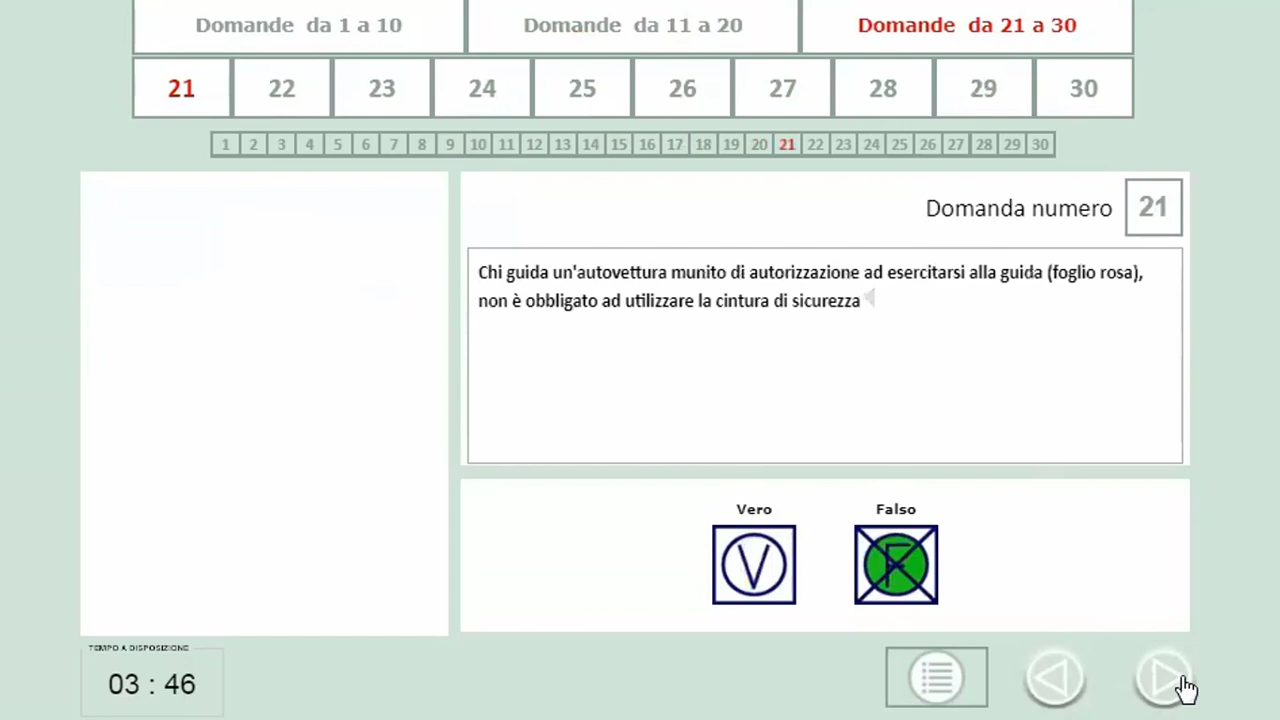 Domande da 1 a 10 Domande da 11 a 20 Domande da 21 a 30
21 22 23 24 25 26 27 28 29 30
1 2 3 4 5 6 7 8 9 10 11 12 13 14 15 16 17 18 19 20 21 22 23 24 25 26 27 28 29 30
Domanda numero 21
Chi guida un'autovettura munito di autorizzazione ad esercitarsi alla guida (foglio rosa),
non è obbligato ad utilizzare la cintura di sicurezza
Vero Falso
V F
TEMPO A DISPOSIZIONE
03 : 46